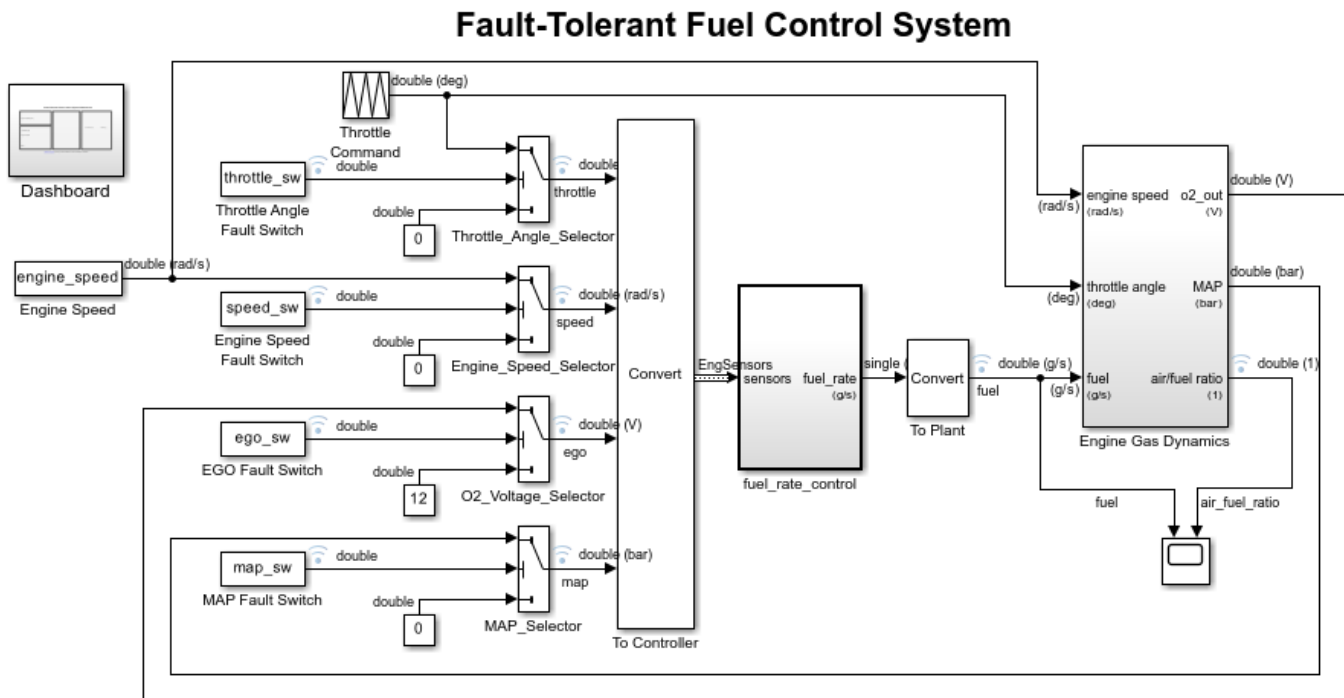 Fault-Tolerant Fuel Control System
Dashboard
double (deg)
Throttle
Command
throttle_sw
double
Throttle Angle
Fault Switch
double
0
double
throttle
Throttle_Angle_Selector
engine_speed
double (rad/s)
Engine Speed
speed_sw
double
Engine Speed
Fault Switch
double
0
double (rad/s)
speed
Engine_Speed_Selector
ego_sw
double
EGO Fault Switch
double
12
double (V)
ego
O2_Voltage_Selector
map_sw
double
MAP Fault Switch
double
0
double (bar)
map
MAP_Selector
Convert
To Controller
EngSensors
sensors
fuel_rate
(g/s)
fuel_rate_control
single (
Convert
To Plant
double (g/s)
fuel
(rad/s)
engine speed
(rad/s)
o2_out
(V)
double (V)
(deg)
throttle angle
(deg)
MAP
(bar)
double (bar)
(g/s)
fuel
(g/s)
air/fuel ratio
(1)
double (1)
Engine Gas Dynamics
fuel
air_fuel_ratio